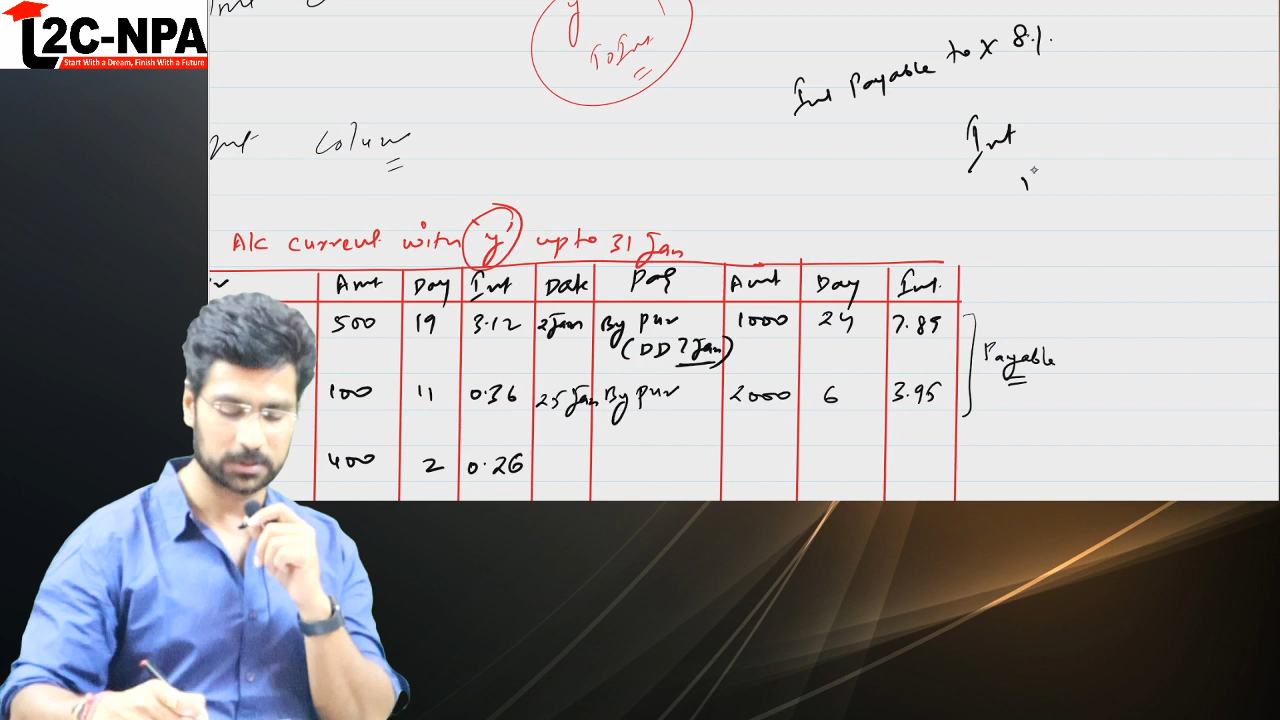 L2C-NPA
Start With a Dream, Finish With a Future
y
To Int
Int Payable to X 8%.
Int
Column
A/c current with 'y' upto 31 Jan
Amt Day Int Date Amt Day Int.
500 19 3.12 2 Jan By pur 1000 24 7.89
(DD 7 Jan)
Payable
100 11 0.36 25 Jan By pur 2000 6 3.95
400 2 0.26